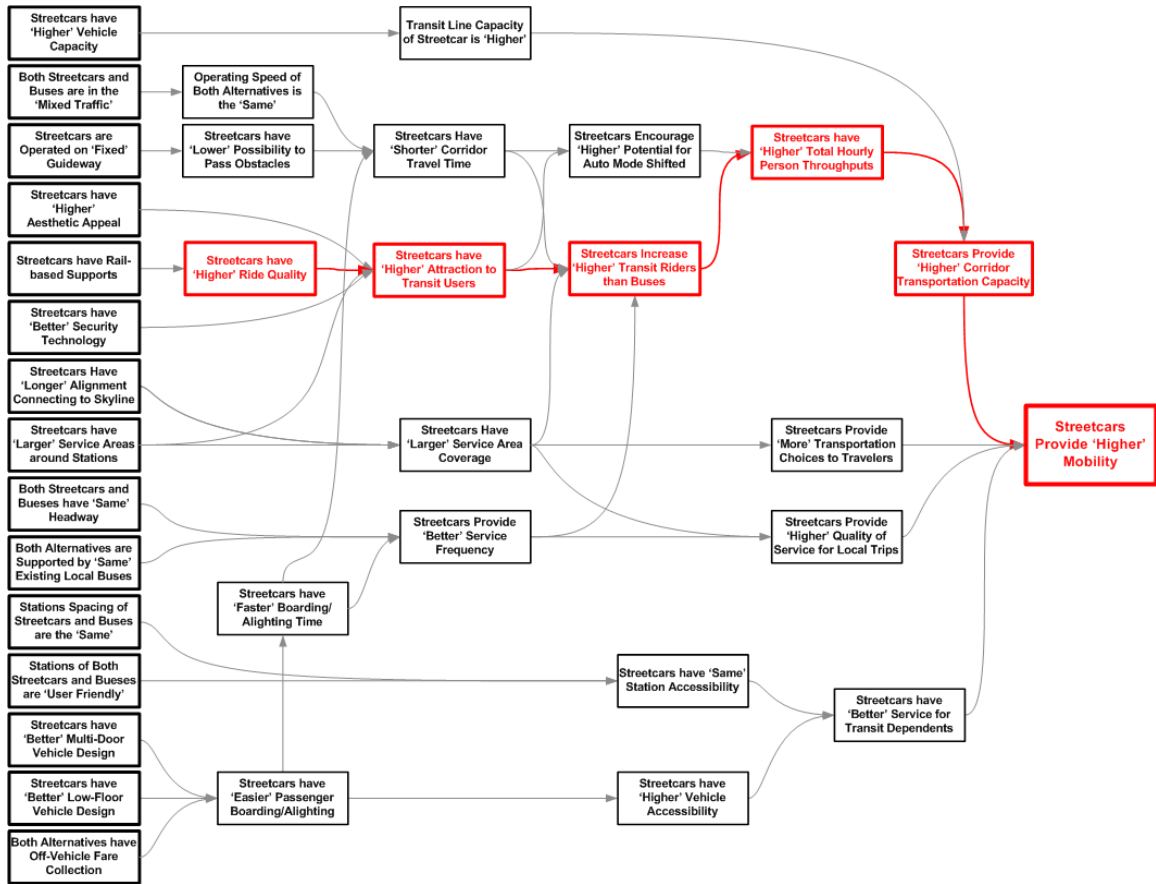 Streetcars have
‘Higher’ Vehicle
Capacity
Transit Line Capacity
of Streetcar is ‘Higher’
Both Streetcars and
Buses are in the
‘Mixed Traffic’
Operating Speed of
Both Alternatives is
the ‘Same’
Streetcars are
Operated on ‘Fixed’
Guideway
Streetcars have
‘Lower’ Possibility to
Pass Obstacles
Streetcars Have
‘Shorter’ Corridor
Travel Time
Streetcars Encourage
‘Higher’ Potential for
Auto Mode Shifted
Streetcars have
‘Higher’ Total Hourly
Person Throughputs
Streetcars have
‘Higher’
Aesthetic Appeal
Streetcars have Rail-
based Supports
Streetcars have
‘Higher’ Ride Quality
Streetcars have
‘Higher’ Attraction to
Transit Users
Streetcars Increase
‘Higher’ Transit Riders
than Buses
Streetcars Provide
‘Higher’ Corridor
Transportation Capacity
Streetcars have
‘Better’ Security
Technology
Streetcars Have
‘Longer’ Alignment
Connecting to Skyline
Streetcars have
‘Larger’ Service Areas
around Stations
Streetcars Have
‘Larger’ Service Area
Coverage
Streetcars Provide
‘More’ Transportation
Choices to Travelers
Streetcars
Provide ‘Higher’
Mobility
Both Streetcars and
Bueses have ‘Same’
Headway
Streetcars Provide
‘Better’ Service
Frequency
Streetcars Provide
‘Higher’ Quality of
Service for Local Trips
Both Alternatives are
Supported by ‘Same’
Existing Local Buses
Streetcars have
‘Faster’ Boarding/
Alighting Time
Stations Spacing of
Streetcars and Buses
are the ‘Same’
Stations of Both
Streetcars and Bueses
are ‘User Friendly’
Streetcars have ‘Same’
Station Accessibility
Streetcars have
‘Better’ Service for
Transit Dependents
Streetcars have
‘Better’ Multi-Door
Vehicle Design
Streetcars have
‘Better’ Low-Floor
Vehicle Design
Streetcars have
‘Easier’ Passenger
Boarding/Alighting
Streetcars have
‘Higher’ Vehicle
Accessibility
Both Alternatives have
Off-Vehicle Fare
Collection